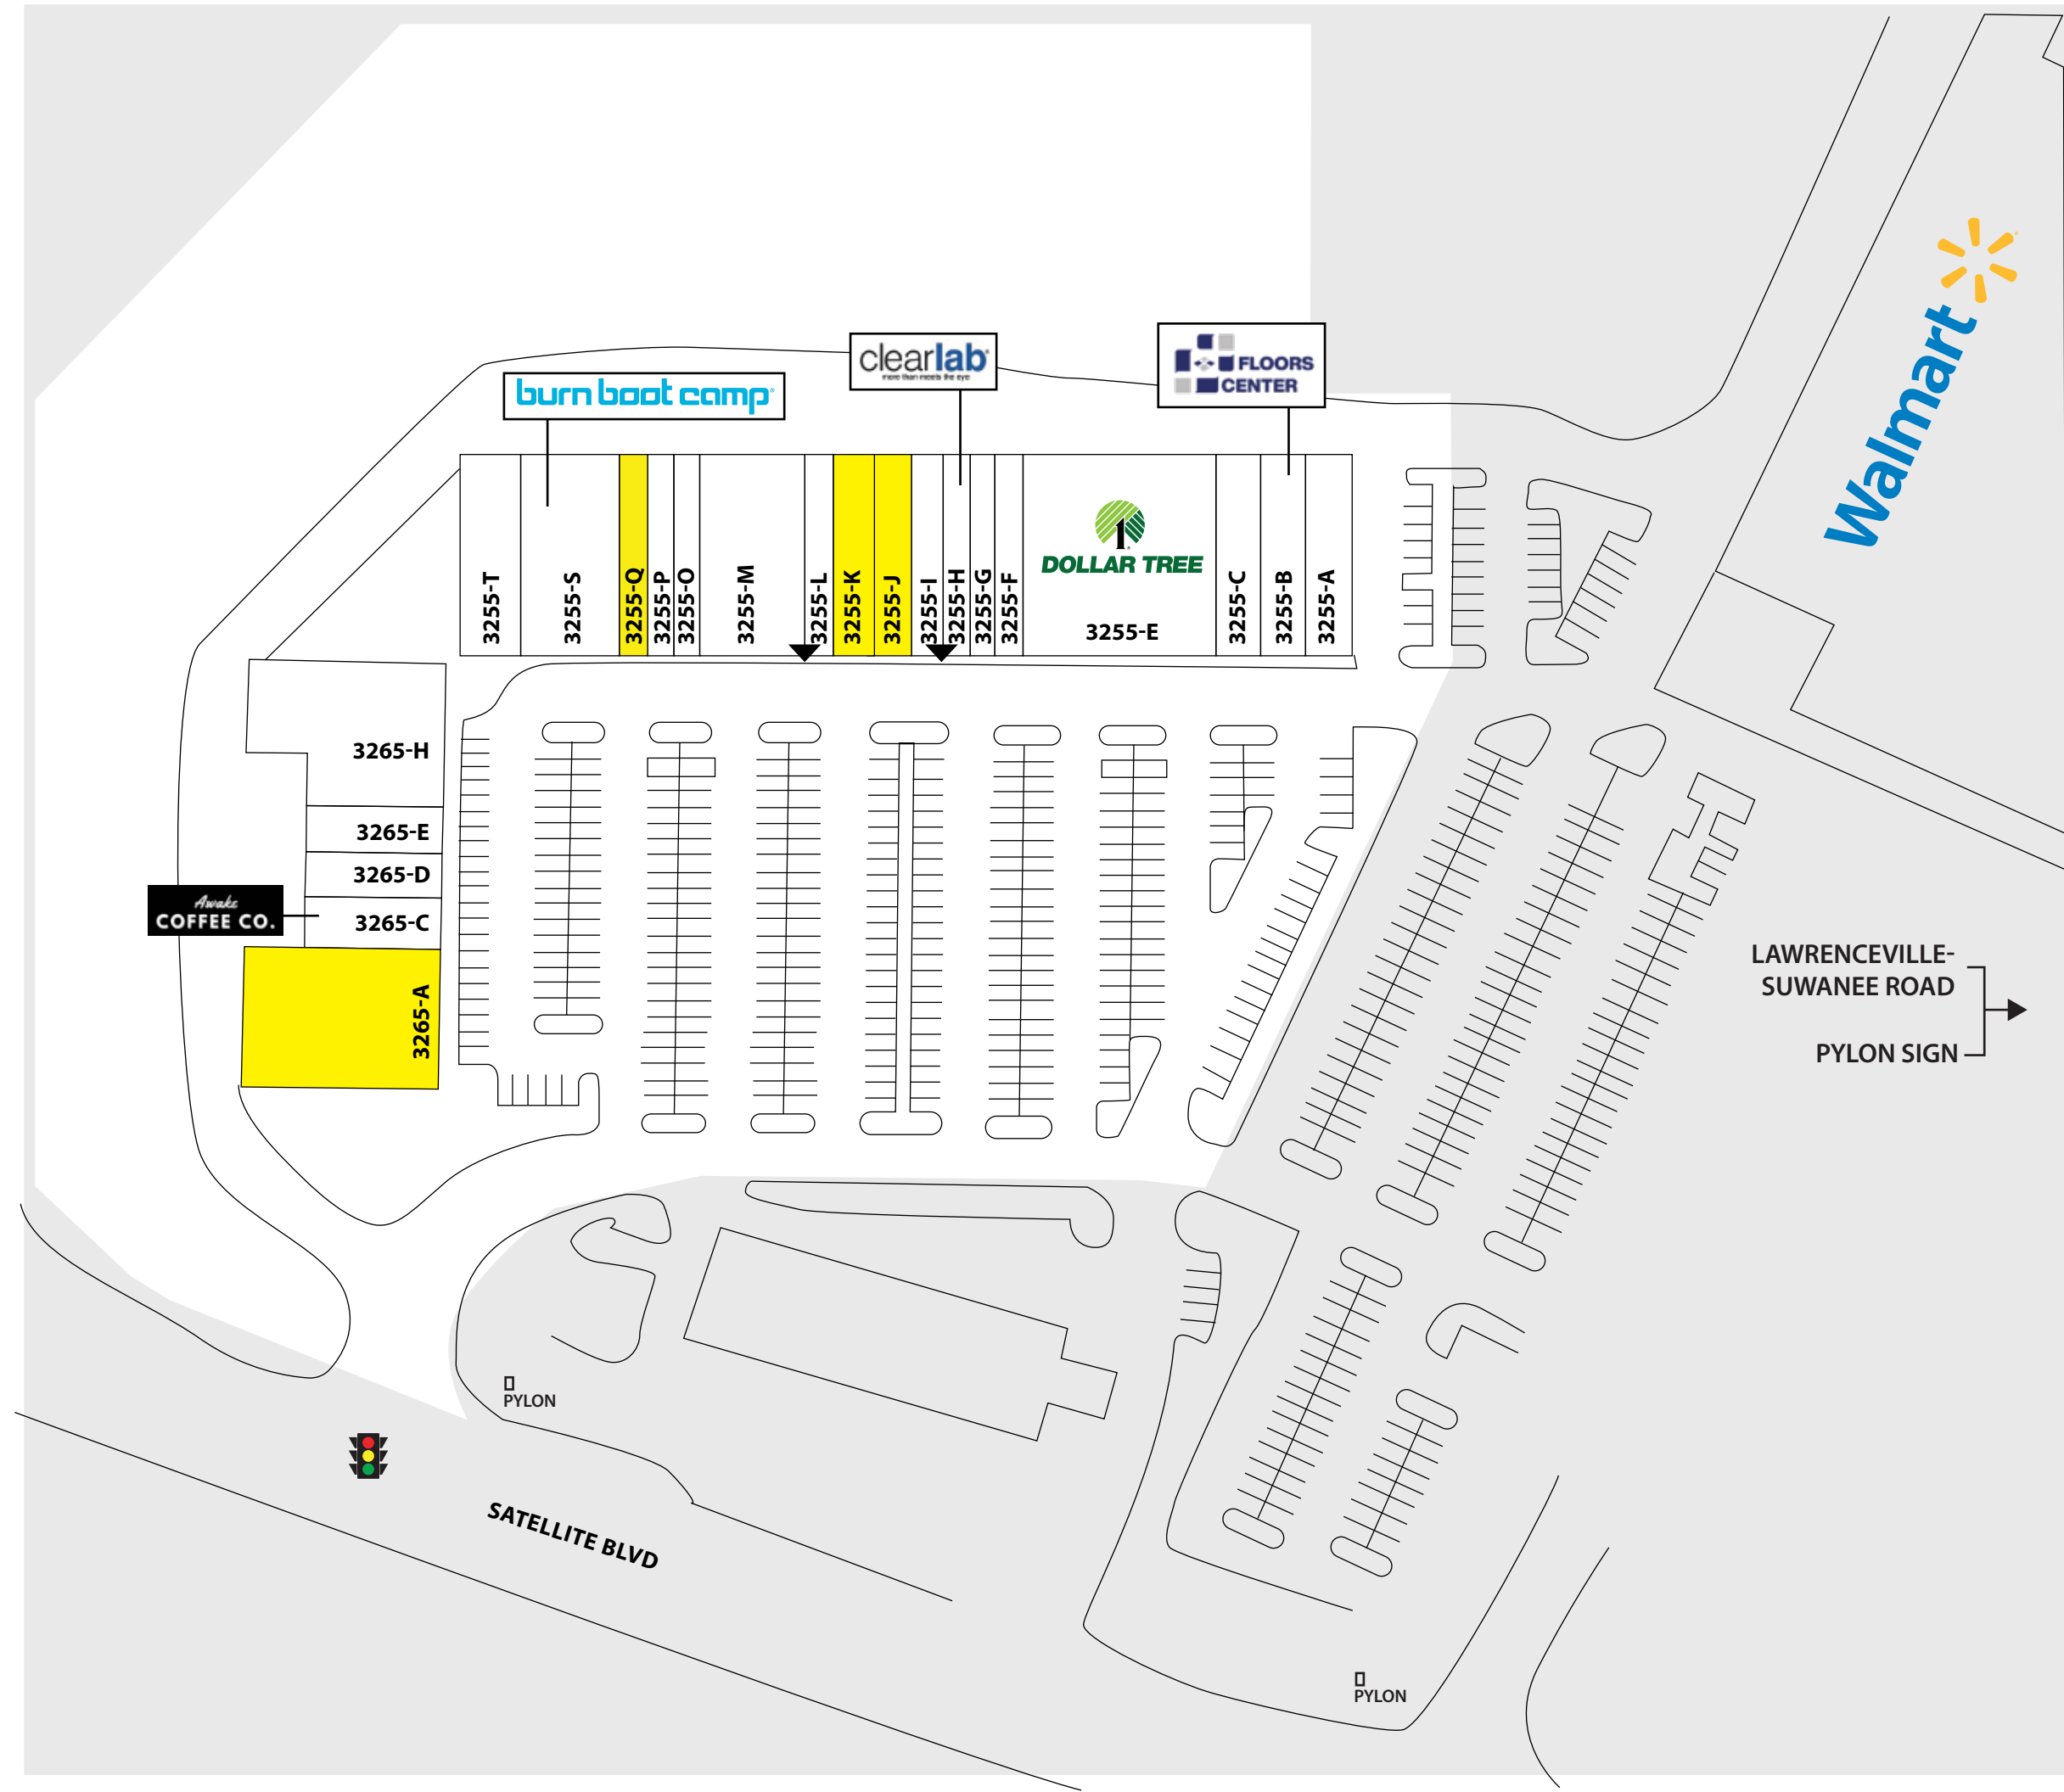 Walmart
clearlab
more than meets the eye
FLOORS
CENTER
burn boot camp
3255-T
3255-S
3255-Q
3255-P
3255-O
3255-M
3255-L
3255-K
3255-J
3255-I
3255-H
3255-G
3255-F
DOLLAR TREE
3255-E
3255-C
3255-B
3255-A
3265-H
3265-E
3265-D
3265-C
Awake
COFFEE CO.
3265-A
LAWRENCEVILLE-
SUWANEE ROAD
PYLON SIGN
PYLON
SATELLITE BLVD
PYLON